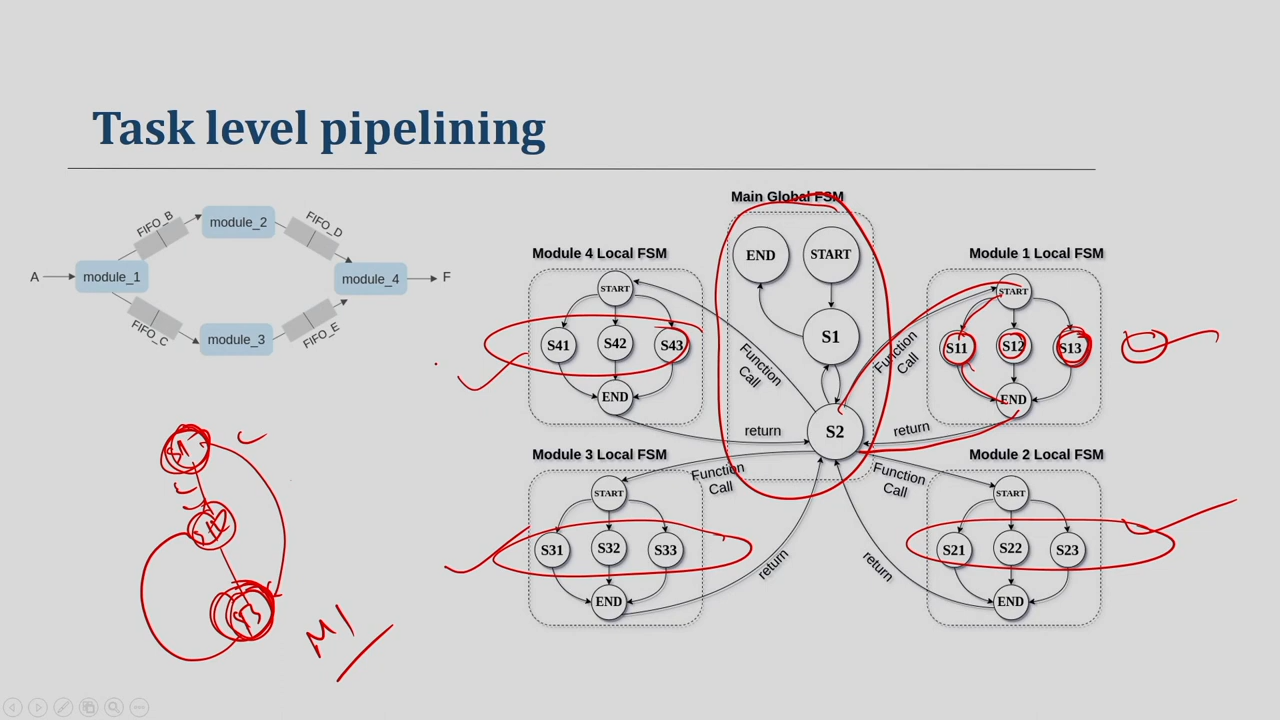 Task level pipelining
A
module_1
FIFO_B
module_2
FIFO_D
FIFO_C
module_3
FIFO_E
module_4
F
Main Global FSM
END
START
S1
S2
Module 4 Local FSM
START
S41
S42
S43
END
Function
Call
return
Module 1 Local FSM
START
S11
S12
S13
END
Function
Call
return
Module 3 Local FSM
START
S31
S32
S33
END
Function
Call
return
Module 2 Local FSM
START
S21
S22
S23
END
Function
Call
return
M1